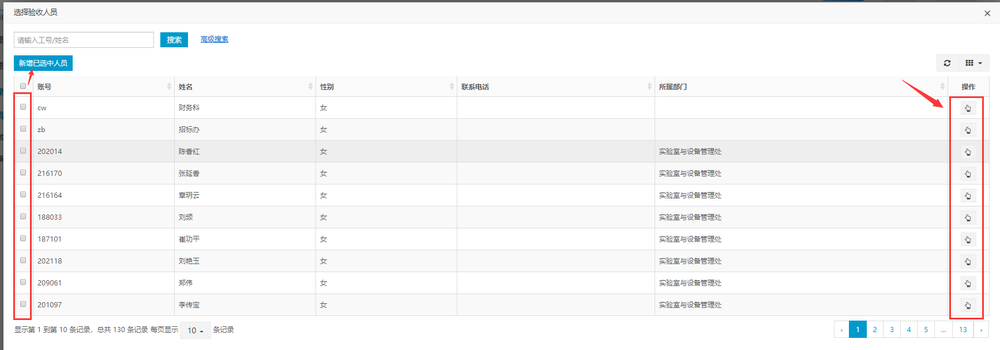 选择验收人员
请输入工号/姓名 搜索 高级搜索
新增已选中人员
账号 姓名 性别 联系电话 所属部门 操作
cw 财务科 女
zb 招标办 女
202014 陈香红 女 实验室与设备管理处
216170 张延香 女 实验室与设备管理处
216164 章玥云 女 实验室与设备管理处
188033 刘频 女 实验室与设备管理处
187101 崔功平 女 实验室与设备管理处
202118 刘艳玉 女 实验室与设备管理处
209061 郑伟 女 实验室与设备管理处
201097 李传宝 女 实验室与设备管理处
显示第 1 到第 10 条记录，总共 130 条记录 每页显示 10 条记录 ‹ 1 2 3 4 5 ... 13 ›